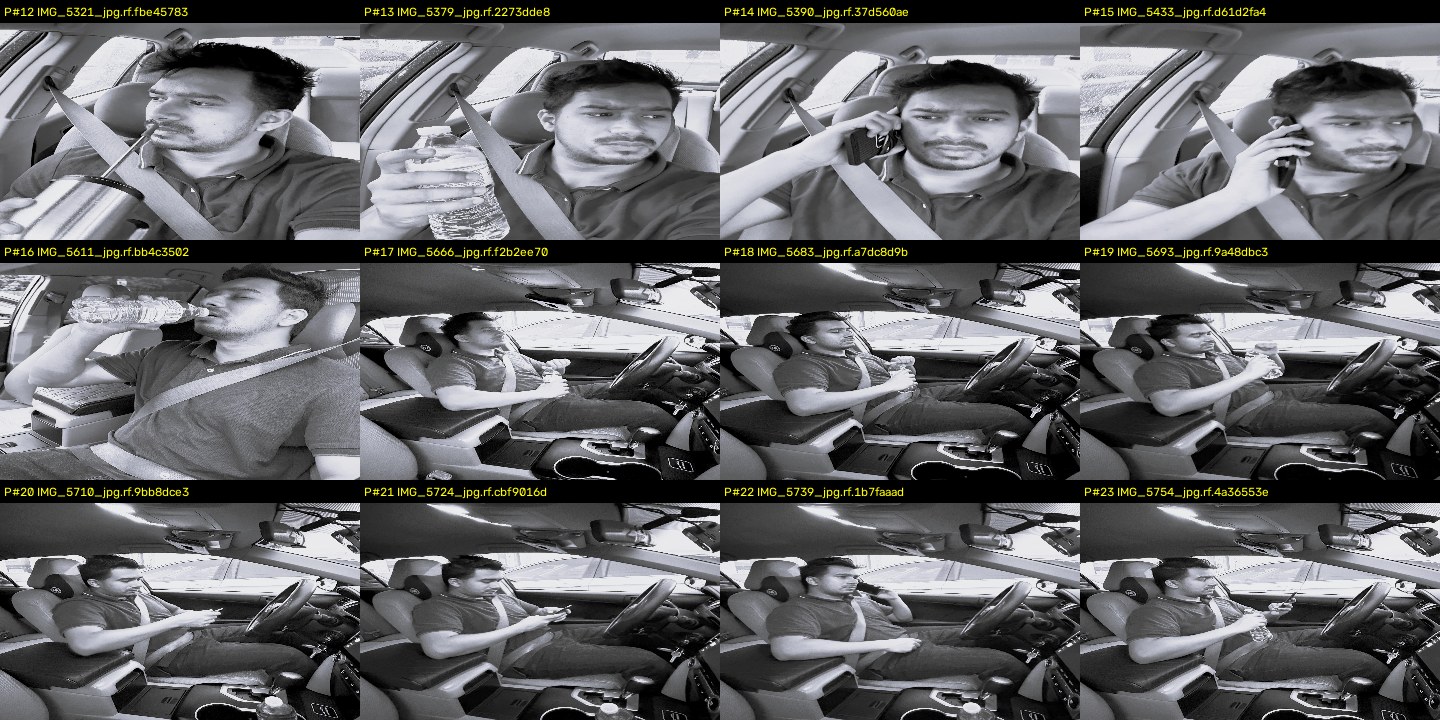 P#12 IMG_5321_jpg.rf.fbe45783
P#13 IMG_5379_jpg.rf.2273dde8
P#14 IMG_5390_jpg.rf.37d560ae
P#15 IMG_5433_jpg.rf.d61d2fa4
P#16 IMG_5611_jpg.rf.bb4c3502
P#17 IMG_5666_jpg.rf.f2b2ee70
P#18 IMG_5683_jpg.rf.a7dc8d9b
P#19 IMG_5693_jpg.rf.9a48dbc3
P#20 IMG_5710_jpg.rf.9bb8dce3
P#21 IMG_5724_jpg.rf.cbf9016d
P#22 IMG_5739_jpg.rf.1b7faaad
P#23 IMG_5754_jpg.rf.4a36553e